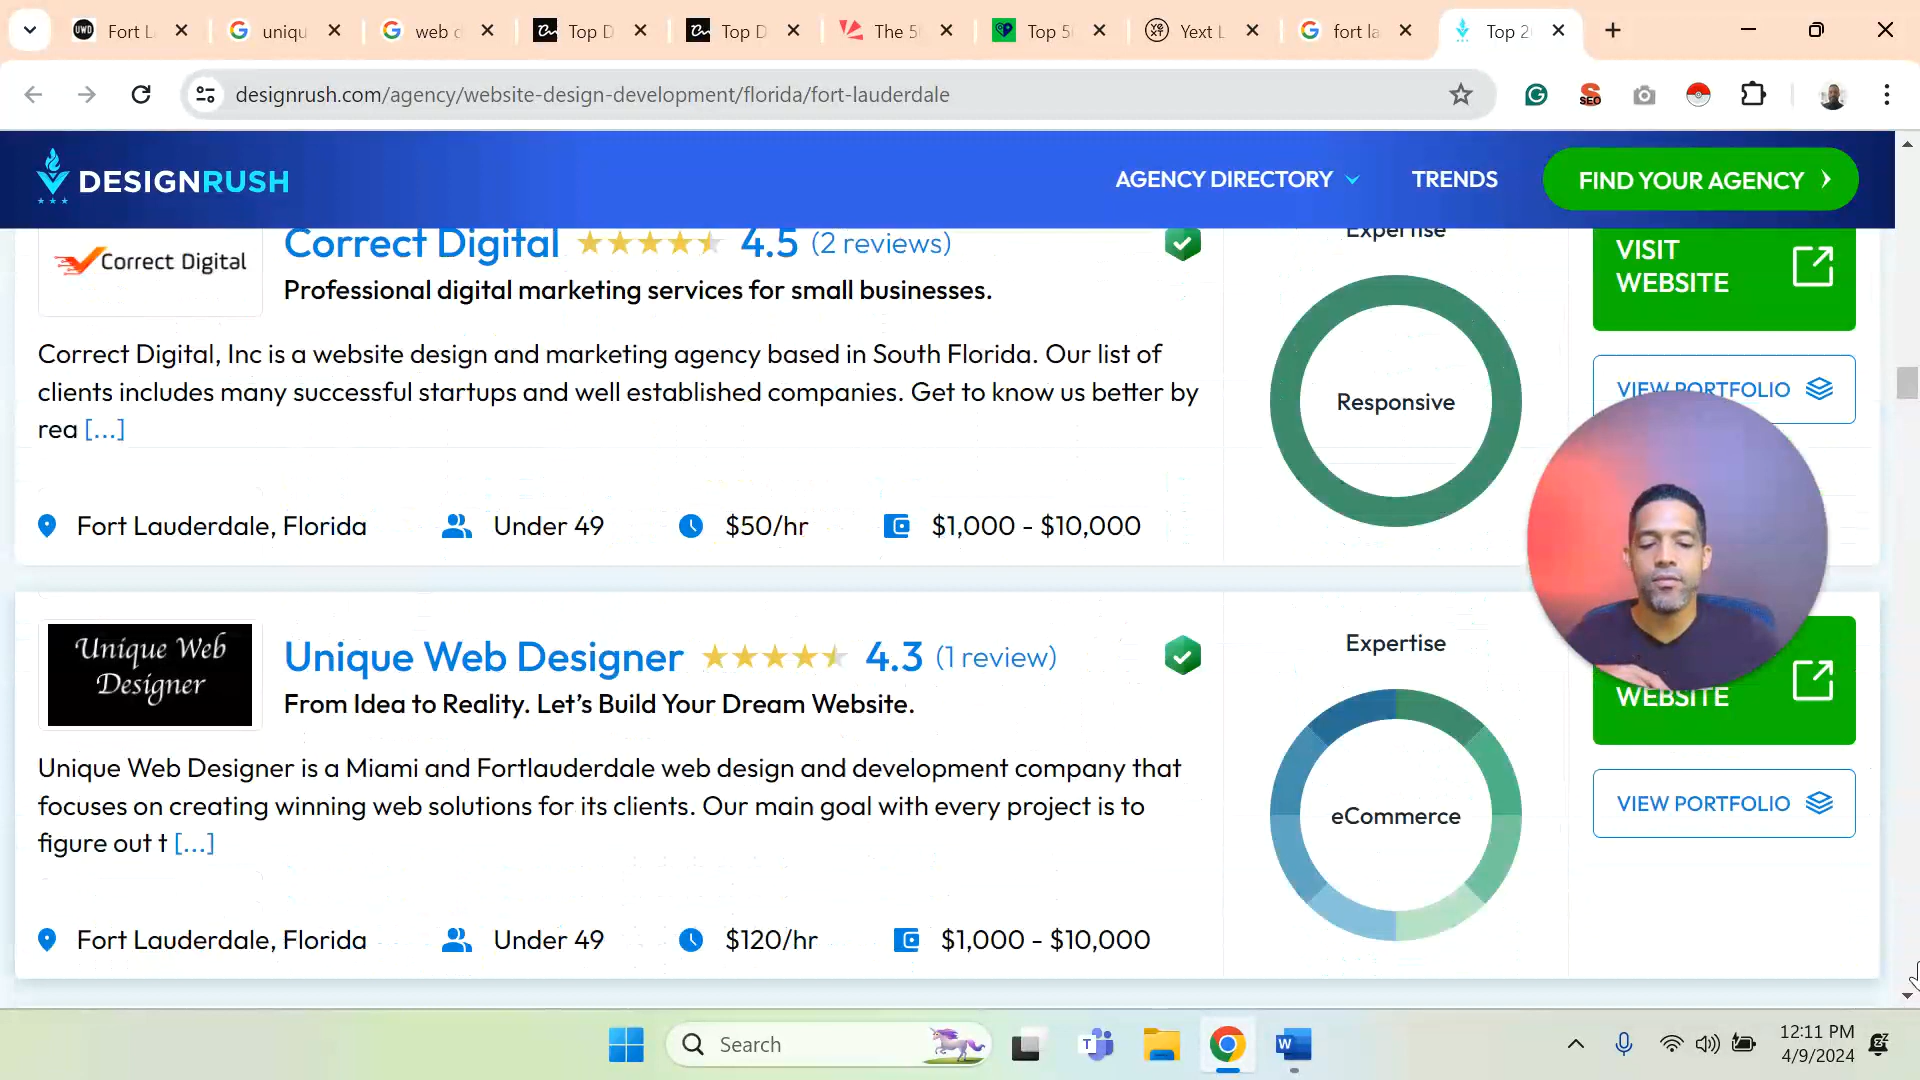 Fort L
uniqu
web d
Top D
Top D
The 5
Top 5
Yext L
fort la
Top 2
designrush.com/agency/website-design-development/florida/fort-lauderdale
DESIGNRUSH
AGENCY DIRECTORY
TRENDS
FIND YOUR AGENCY
Correct Digital
Correct Digital
4.5
(2 reviews)
Professional digital marketing services for small businesses.
Expertise
VISIT
WEBSITE
Correct Digital, Inc is a website design and marketing agency based in South Florida. Our list of
clients includes many successful startups and well established companies. Get to know us better by
rea [...]
Responsive
VIEW PORTFOLIO
Fort Lauderdale, Florida
Under 49
$50/hr
$1,000 - $10,000
Unique Web
Designer
Unique Web Designer
4.3
(1 review)
From Idea to Reality. Let's Build Your Dream Website.
Expertise
WEBSITE
Unique Web Designer is a Miami and Fortlauderdale web design and development company that
focuses on creating winning web solutions for its clients. Our main goal with every project is to
figure out t [...]
eCommerce
VIEW PORTFOLIO
Fort Lauderdale, Florida
Under 49
$120/hr
$1,000 - $10,000
Search
12:11 PM
4/9/2024